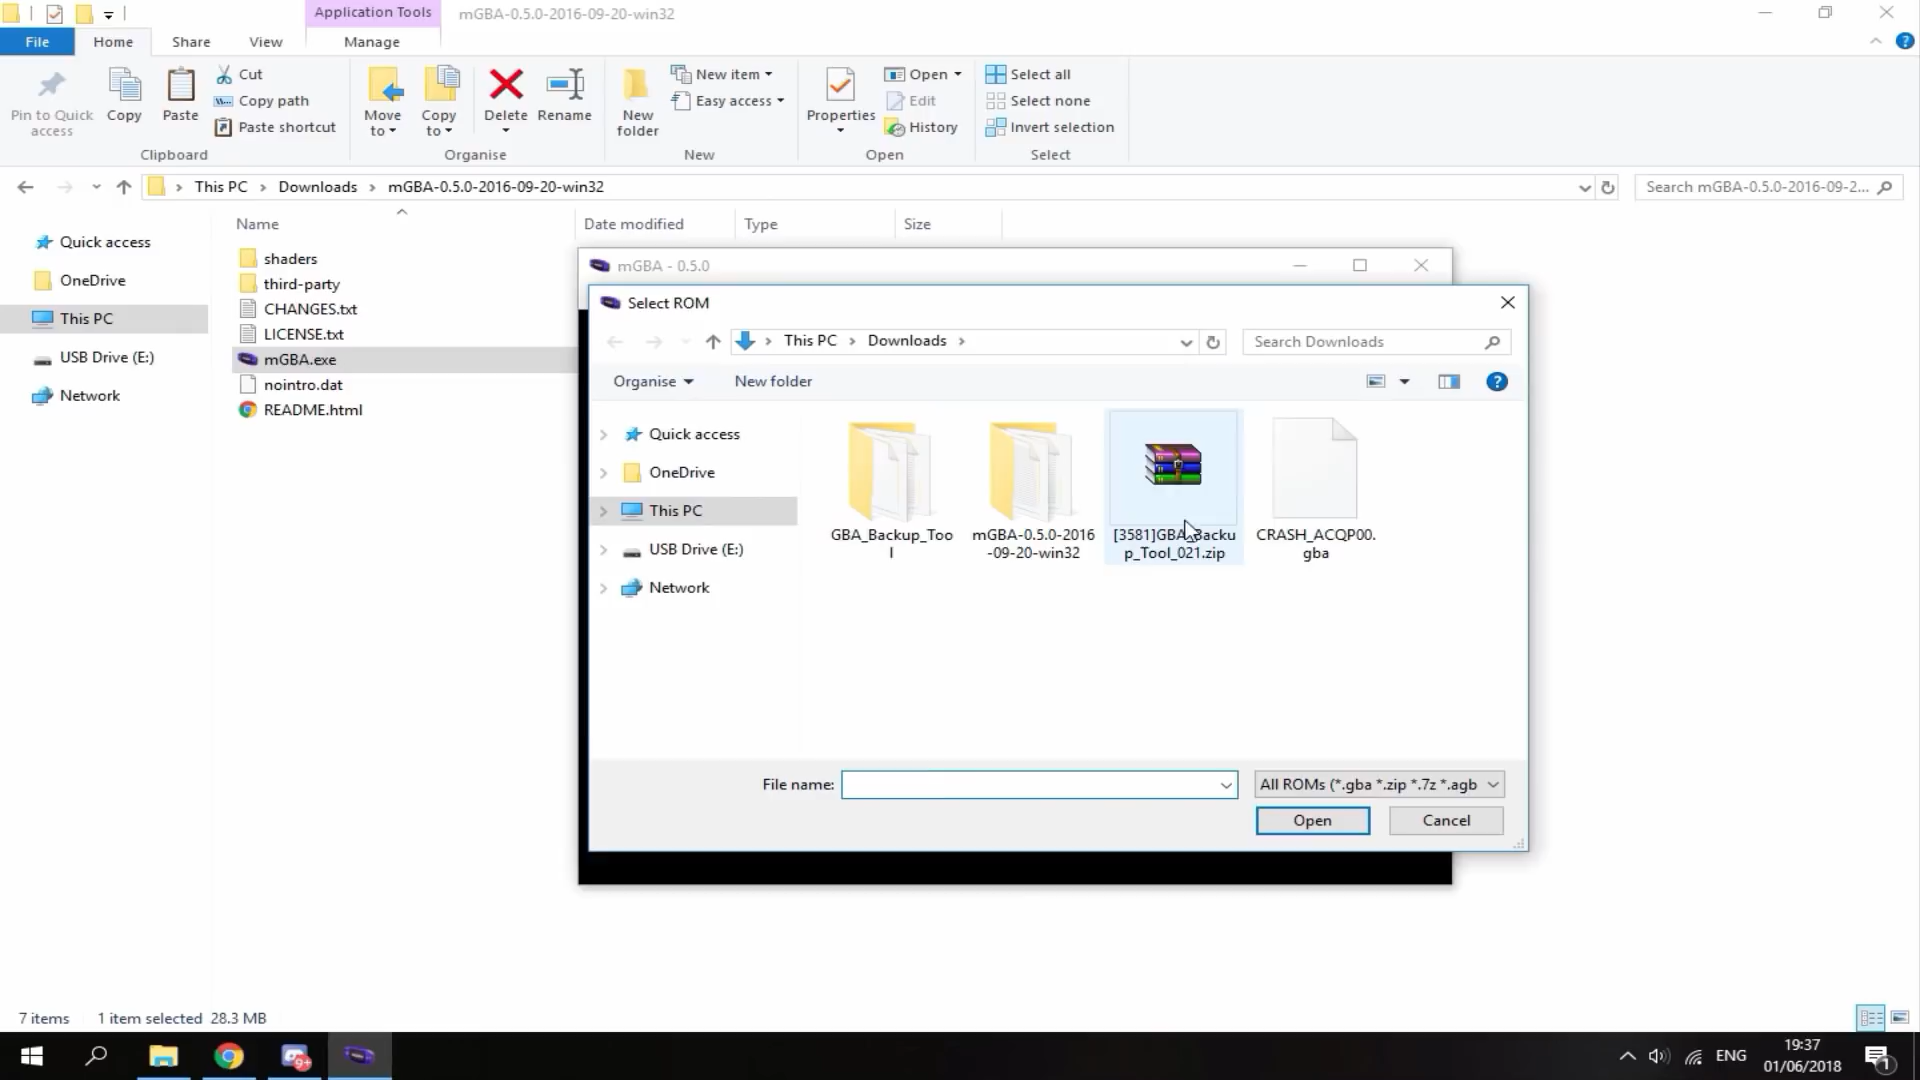 Application Tools
mGBA-0.5.0-2016-09-20-win32
File
Home
Share
View
Manage
Pin to Quick
access
Copy
Paste
Cut
Copy path
Paste shortcut
Clipboard
Move
to
Copy
to
Delete
Rename
Organise
New
folder
New item
Easy access
New
Properties
Open
Edit
History
Open
Select all
Select none
Invert selection
Select
This PC
Downloads
mGBA-0.5.0-2016-09-20-win32
Search mGBA-0.5.0-2016-09-2...
Name
Date modified
Type
Size
Quick access
OneDrive
This PC
USB Drive (E:)
Network
shaders
third-party
CHANGES.txt
LICENSE.txt
mGBA.exe
nointro.dat
README.html
mGBA - 0.5.0
Select ROM
This PC
Downloads
Search Downloads
Organise
New folder
Quick access
OneDrive
This PC
USB Drive (E:)
Network
GBA_Backup_Too
l
mGBA-0.5.0-2016
-09-20-win32
[3581]GBA_Backu
p_Tool_021.zip
CRASH_ACQP00.
gba
File name:
All ROMs (*.gba *.zip *.7z *.agb
Open
Cancel
7 items
1 item selected 28.3 MB
9+
ENG
19:37
01/06/2018
1